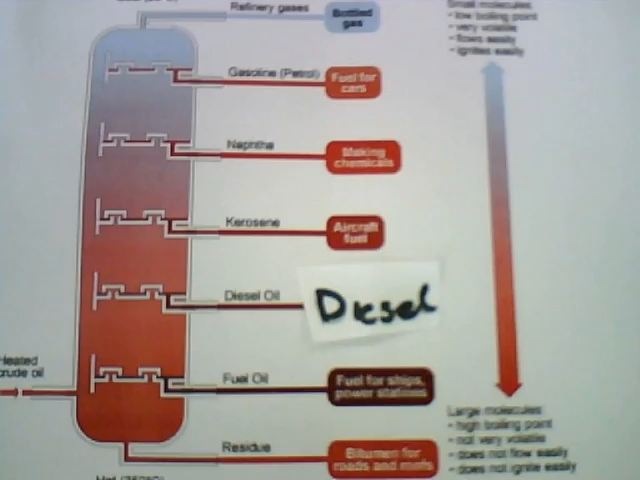 Refinery gases
Bottled
gas
Small molecules
• low boiling point
• very volatile
• flows easily
• ignites easily
Gasoline (Petrol)
Fuel for
cars
Naphtha
Making
chemicals
Kerosene
Aircraft
fuel
Diesel Oil
Diesel
Heated
crude oil
Fuel Oil
Fuel for ships,
power stations
Residue
Bitumen for
roads and roofs
Large molecules
• high boiling point
• not very volatile
• does not flow easily
• does not ignite easily